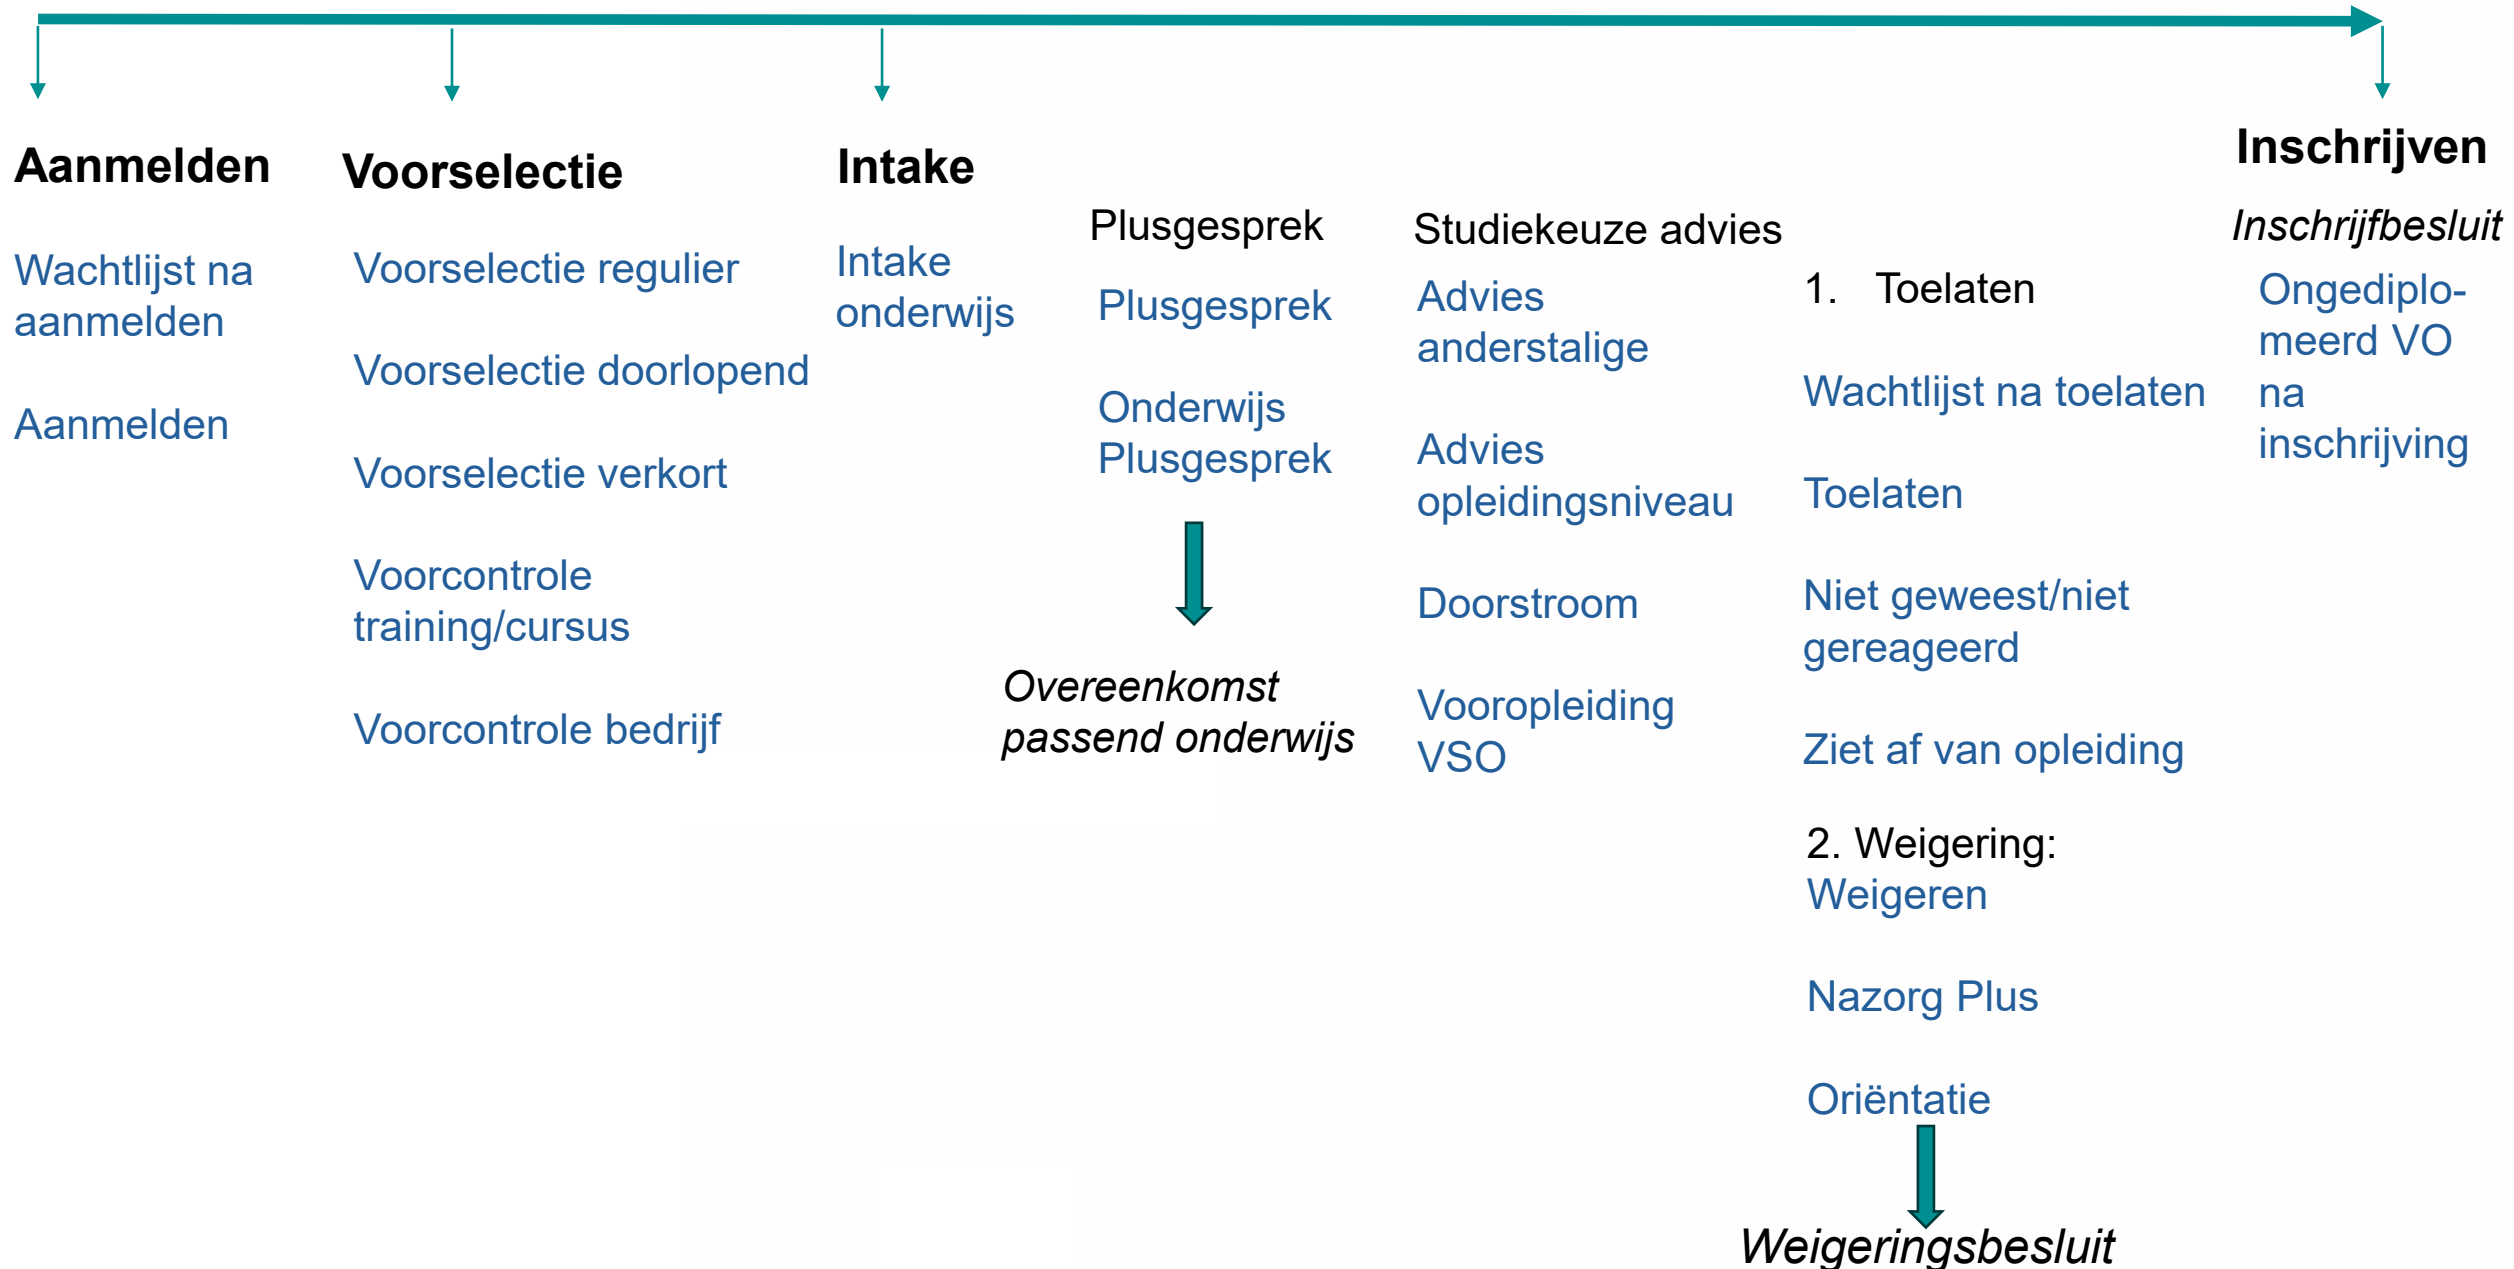 Aanmelden
Wachtlijst na
aanmelden
Aanmelden
Voorselectie
Voorselectie regulier
Voorselectie doorlopend
Voorselectie verkort
Voorcontrole
training/cursus
Voorcontrole bedrijf
Intake
Intake
onderwijs
Plusgesprek
Plusgesprek
Onderwijs
Plusgesprek
Overeenkomst
passend onderwijs
Studiekeuze advies
Advies
anderstalige
Advies
opleidingsniveau
Doorstroom
Vooropleiding
VSO
1. Toelaten
Wachtlijst na toelaten
Toelaten
Niet geweest/niet
gereageerd
Ziet af van opleiding
2. Weigering:
Weigeren
Nazorg Plus
Oriëntatie
Weigeringsbesluit
Inschrijven
Inschrijfbesluit
Ongediplo-
meerd VO
na
inschrijving